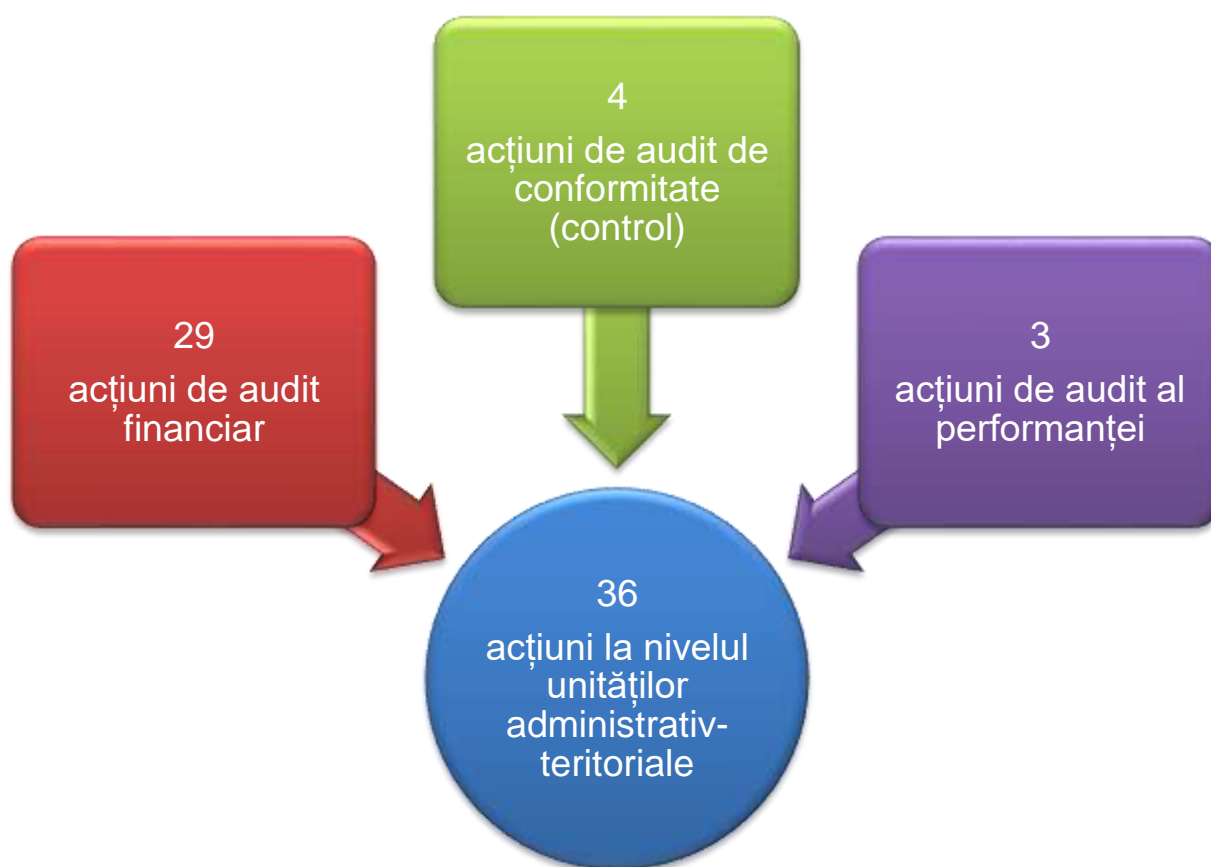 4
acțiuni de audit de
conformitate
(control)
29
acțiuni de audit
financiar
3
acțiuni de audit al
performanței
36
acțiuni la nivelul
unităților
administrativ-
teritoriale